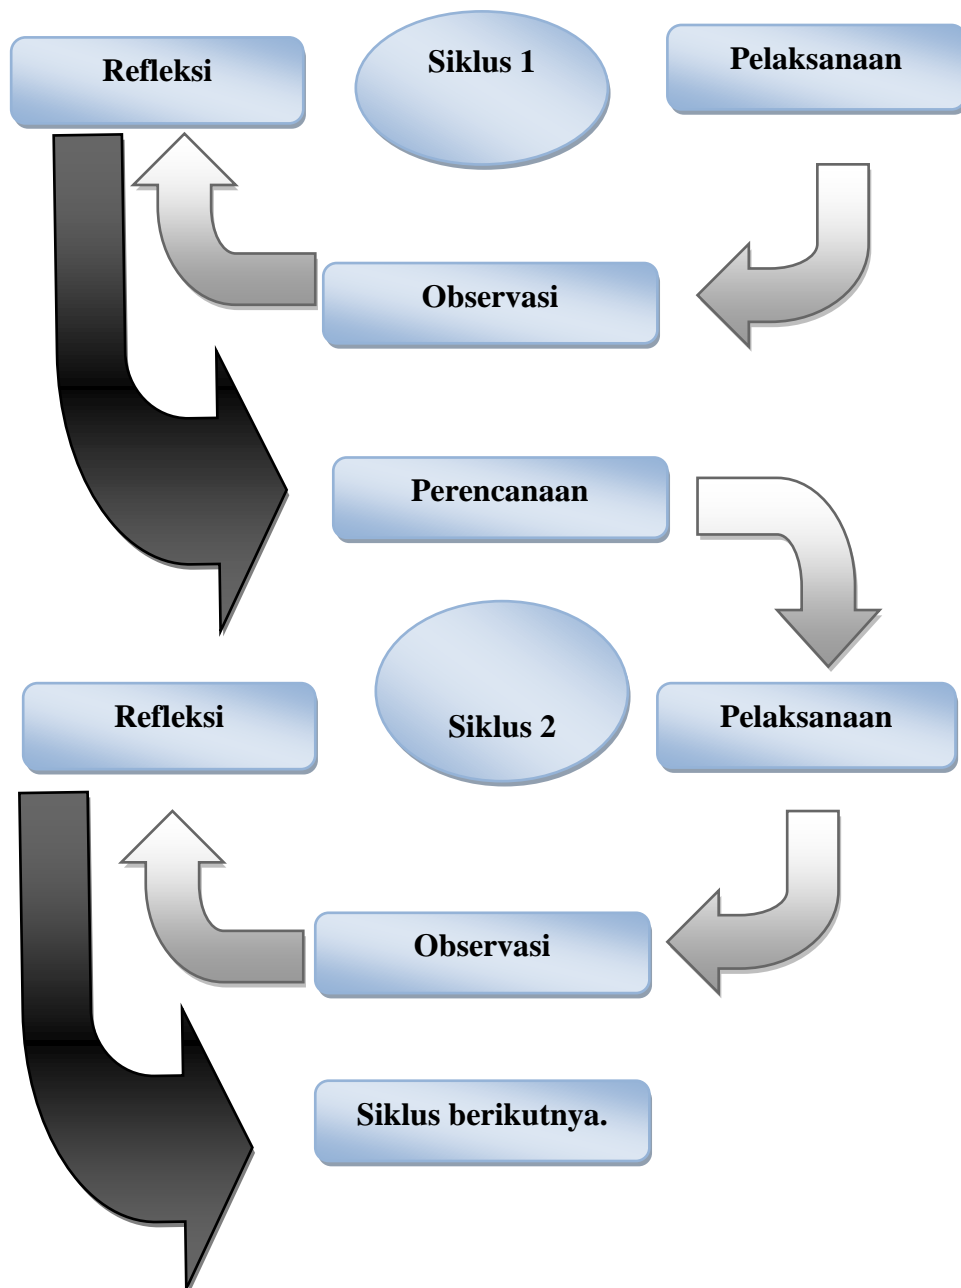 Refleksi
Siklus 1
Pelaksanaan
Observasi
Perencanaan
Refleksi
Siklus 2
Pelaksanaan
Observasi
Siklus berikutnya.